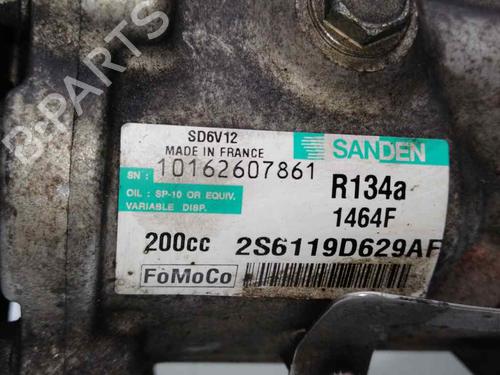 SD6V12
MADE IN FRANCE
SANDEN
SN : 10162607861
OIL : SP-10 OR EQUIV.
VARIABLE DISP.
R134a
1464F
200cc 2S6119D629AF
FoMoCo
B-PARTS